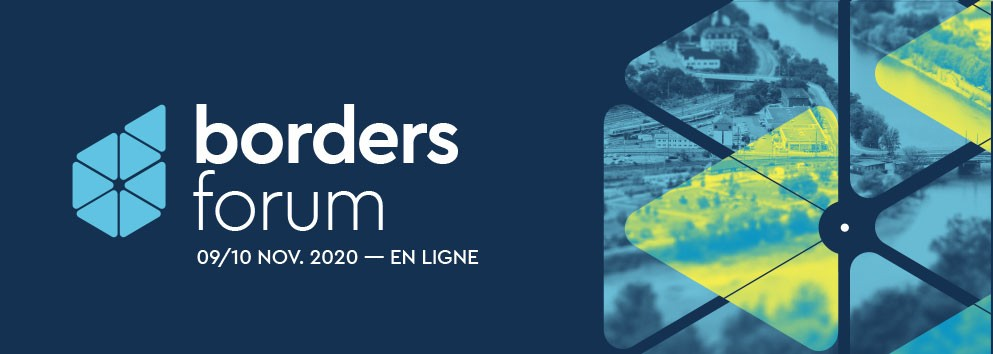 borders
forum
09/10 NOV. 2020 — EN LIGNE